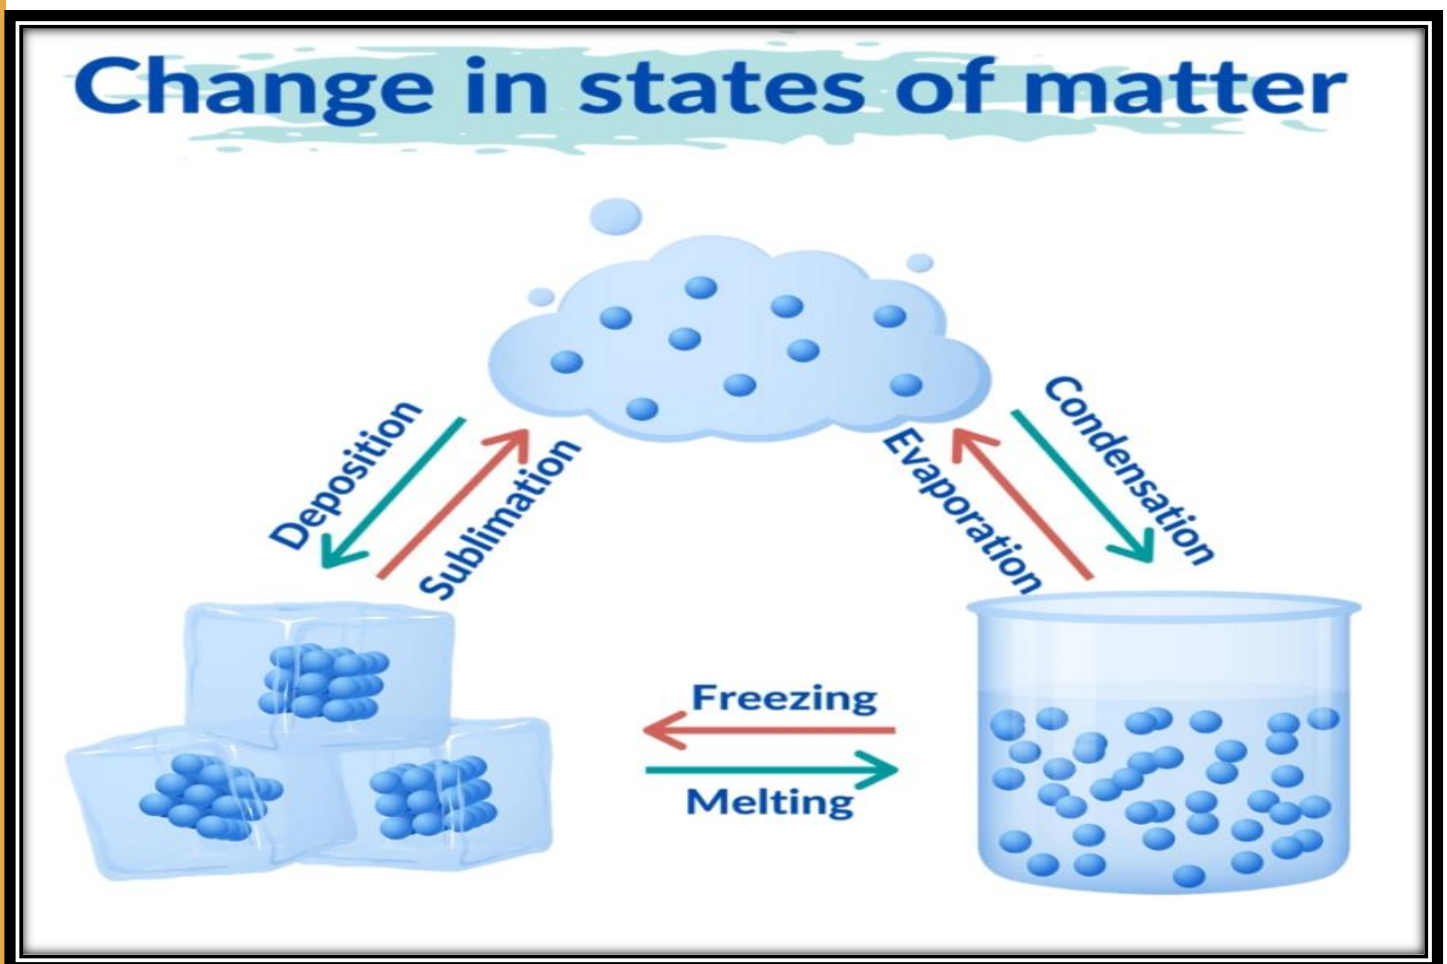 Change in states of matter
Deposition
Sublimation
Evaporation
Condensation
Freezing
Melting